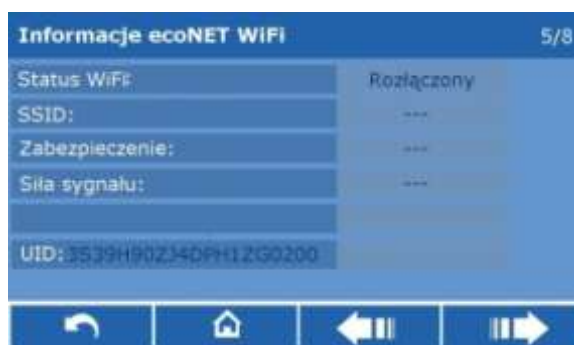 Informacje ecoNET WiFi 5/8
Status WiFi: Rozłączony
SSID: ---
Zabezpieczenie: ---
Siła sygnału: ---
UID: